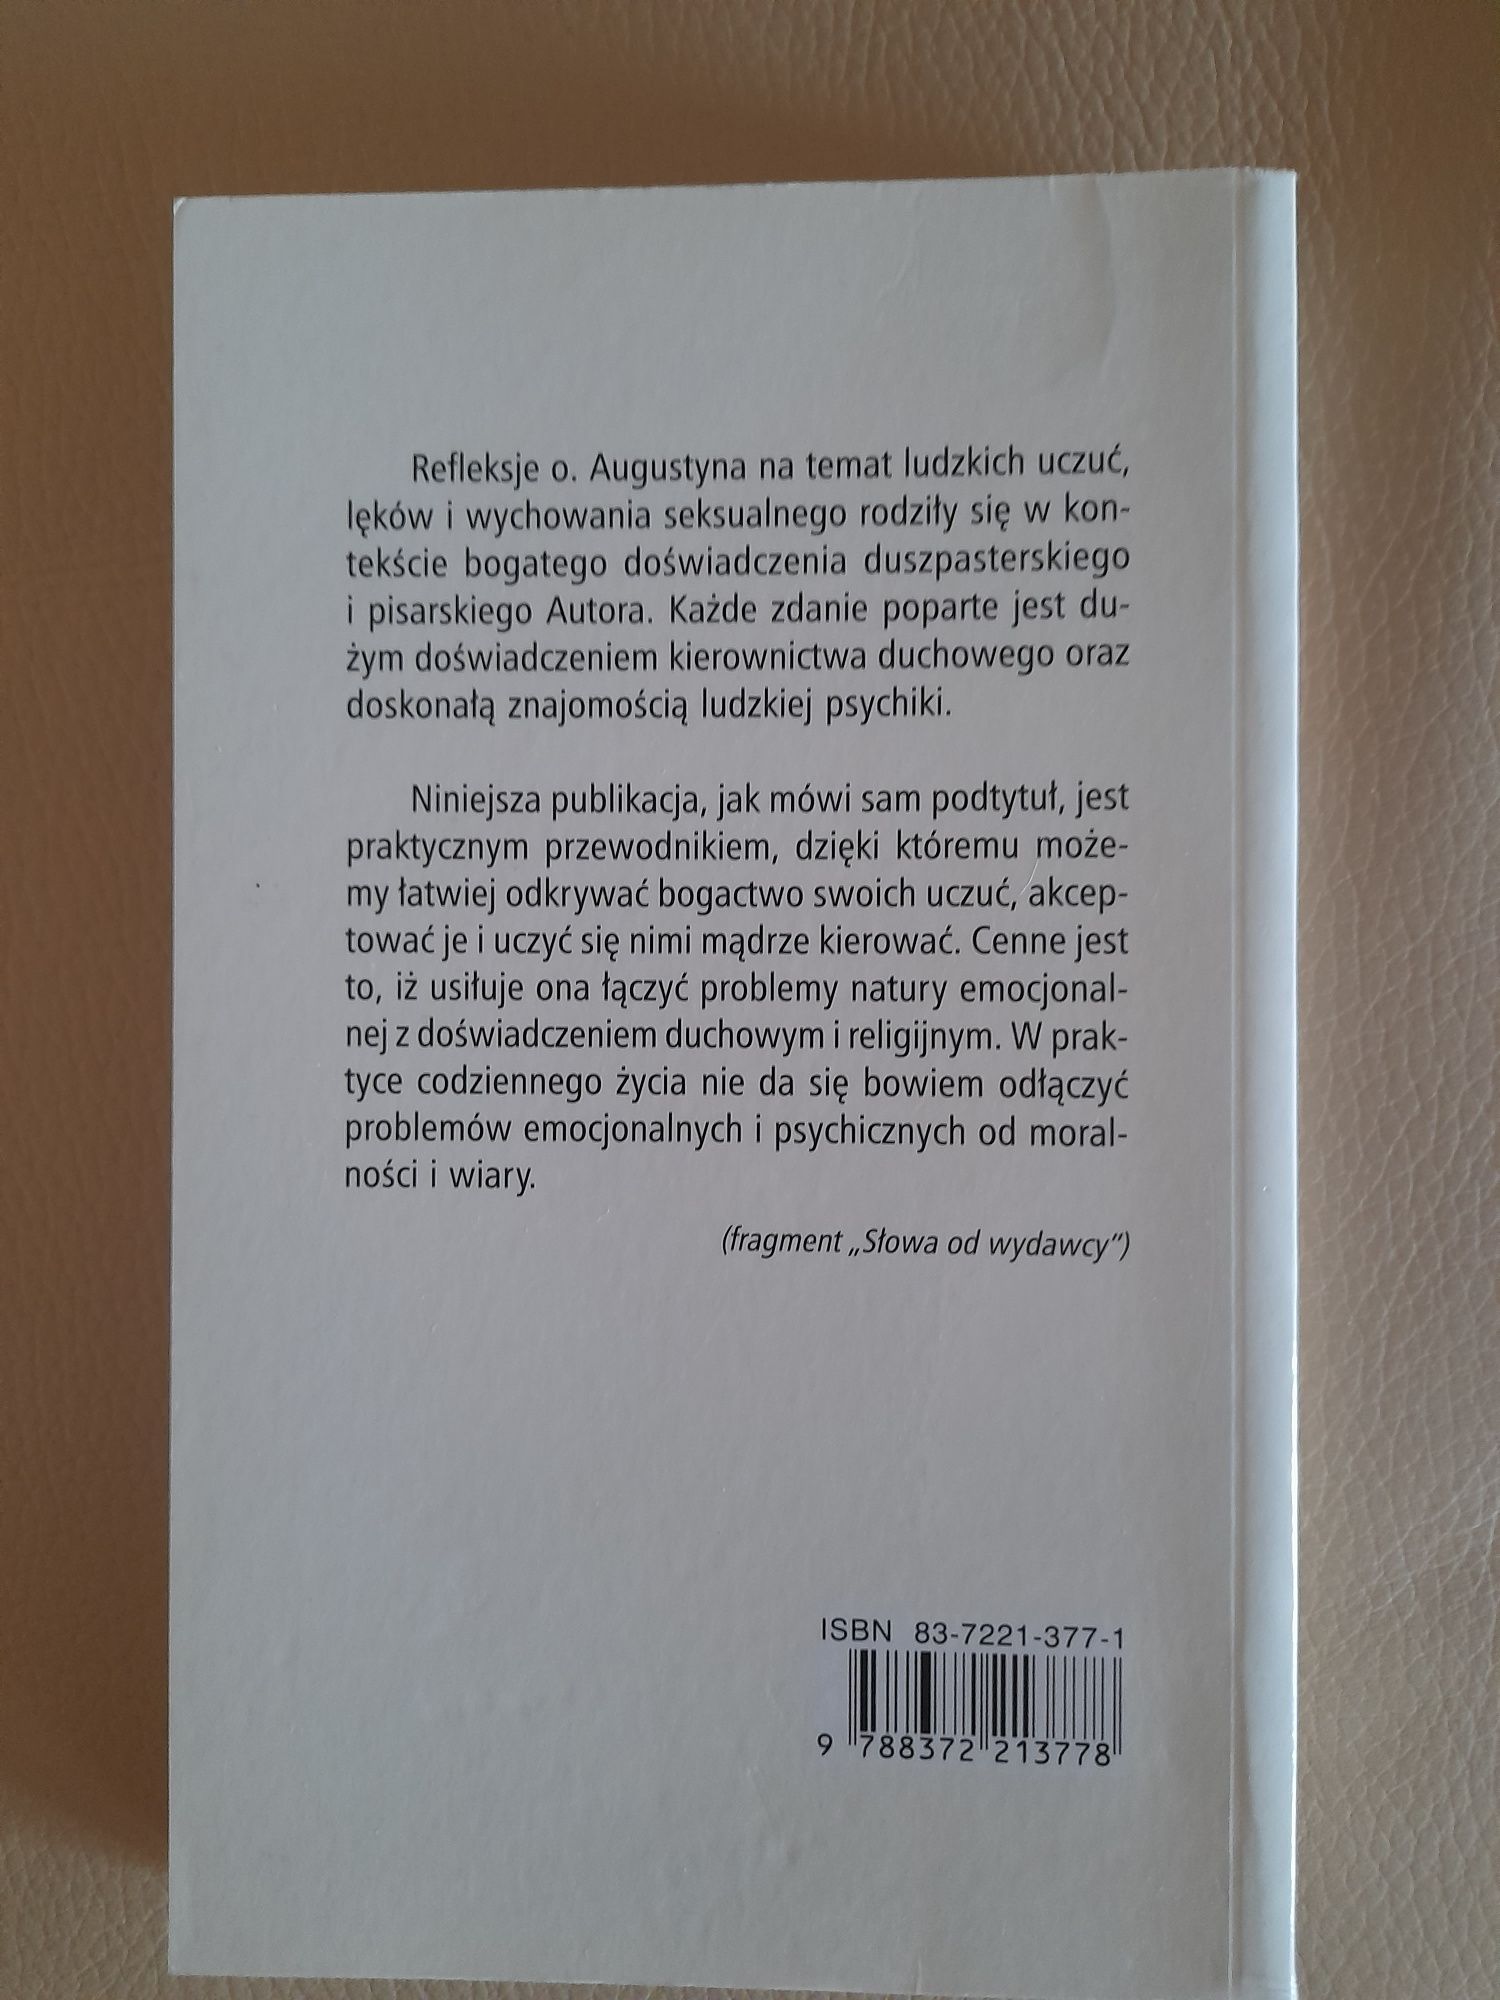 Refleksje o. Augustyna na temat ludzkich uczuć,
lęków i wychowania seksualnego rodziły się w kon-
tekście bogatego doświadczenia duszpasterskiego
i pisarskiego Autora. Każde zdanie poparte jest du-
żym doświadczeniem kierownictwa duchowego oraz
doskonałą znajomością ludzkiej psychiki.
Niniejsza publikacja, jak mówi sam podtytuł, jest
praktycznym przewodnikiem, dzięki któremu może-
my łatwiej odkrywać bogactwo swoich uczuć, akcep-
tować je i uczyć się nimi mądrze kierować. Cenne jest
to, iż usiłuje ona łączyć problemy natury emocjonal-
nej z doświadczeniem duchowym i religijnym. W prak-
tyce codziennego życia nie da się bowiem odłączyć
problemów emocjonalnych i psychicznych od moral-
ności i wiary.
(fragment „Słowa od wydawcy”)
ISBN 83-7221-377-1
9 788372 213778